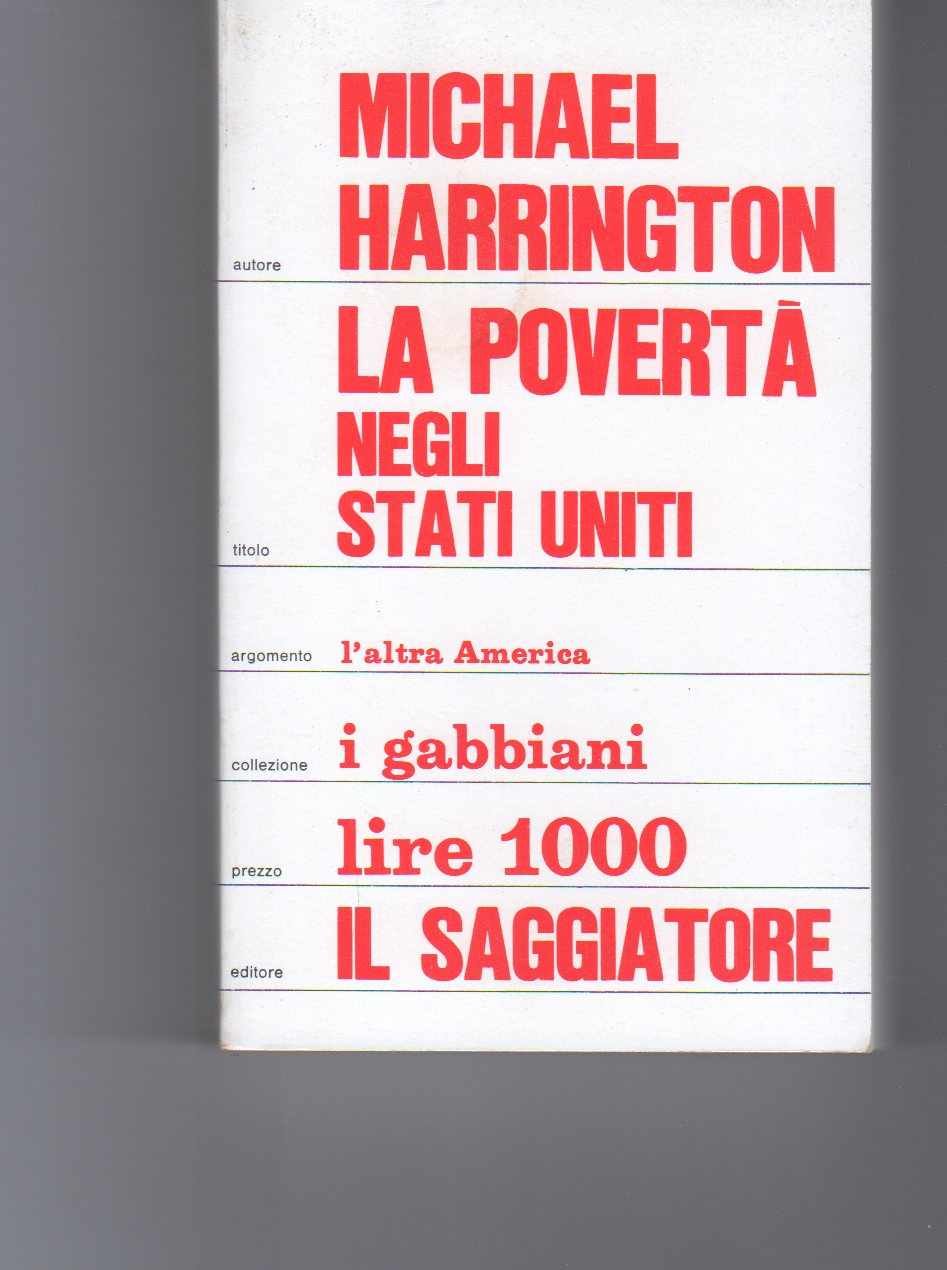 MICHAEL
HARRINGTON
autore
LA POVERTÀ
NEGLI
STATI UNITI
titolo
argomento l'altra America
collezione i gabbiani
prezzo lire 1000
editore IL SAGGIATORE